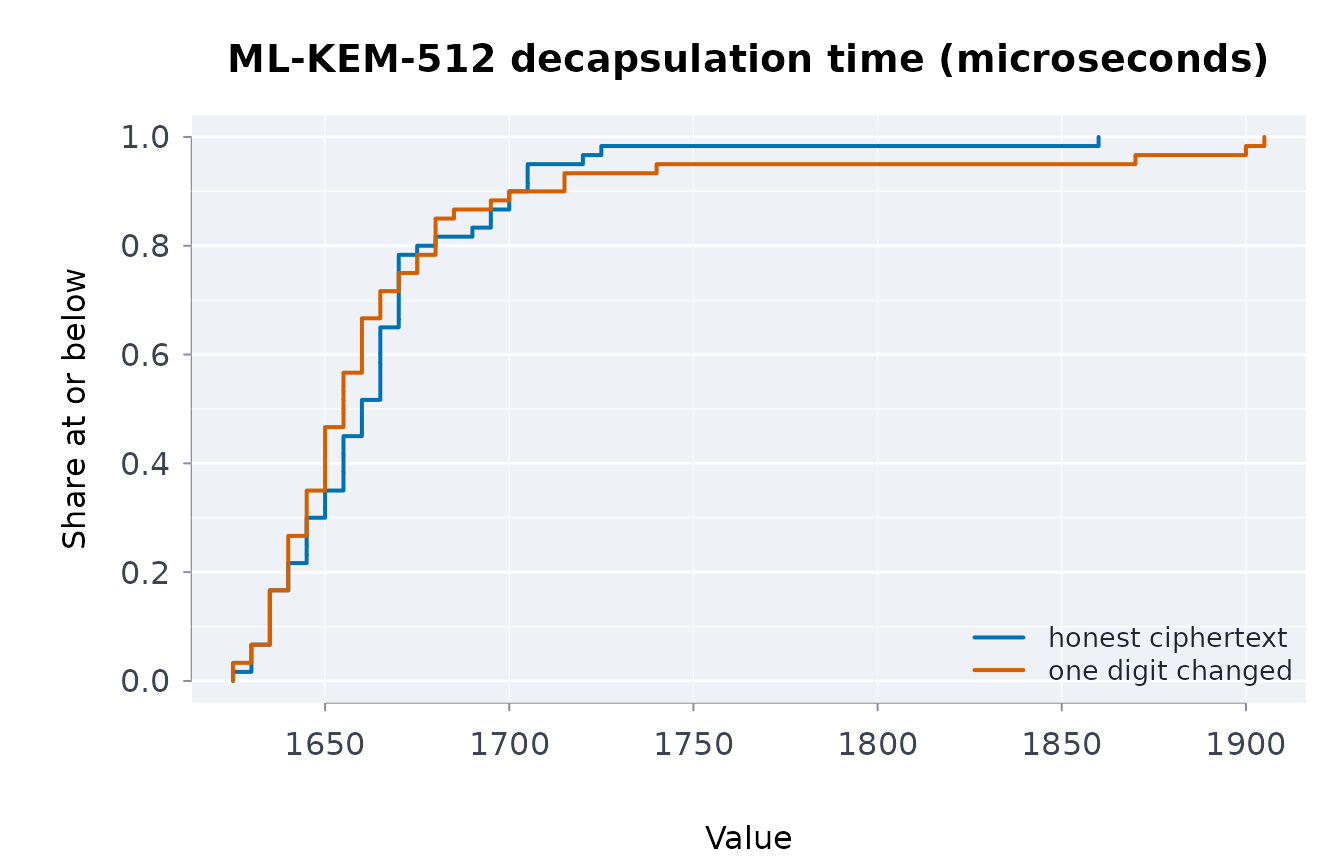 ML-KEM-512 decapsulation time (microseconds)
1.0
0.8
0.6
0.4
0.2
0.0
Share at or below
honest ciphertext
one digit changed
1650 1700 1750 1800 1850 1900
Value